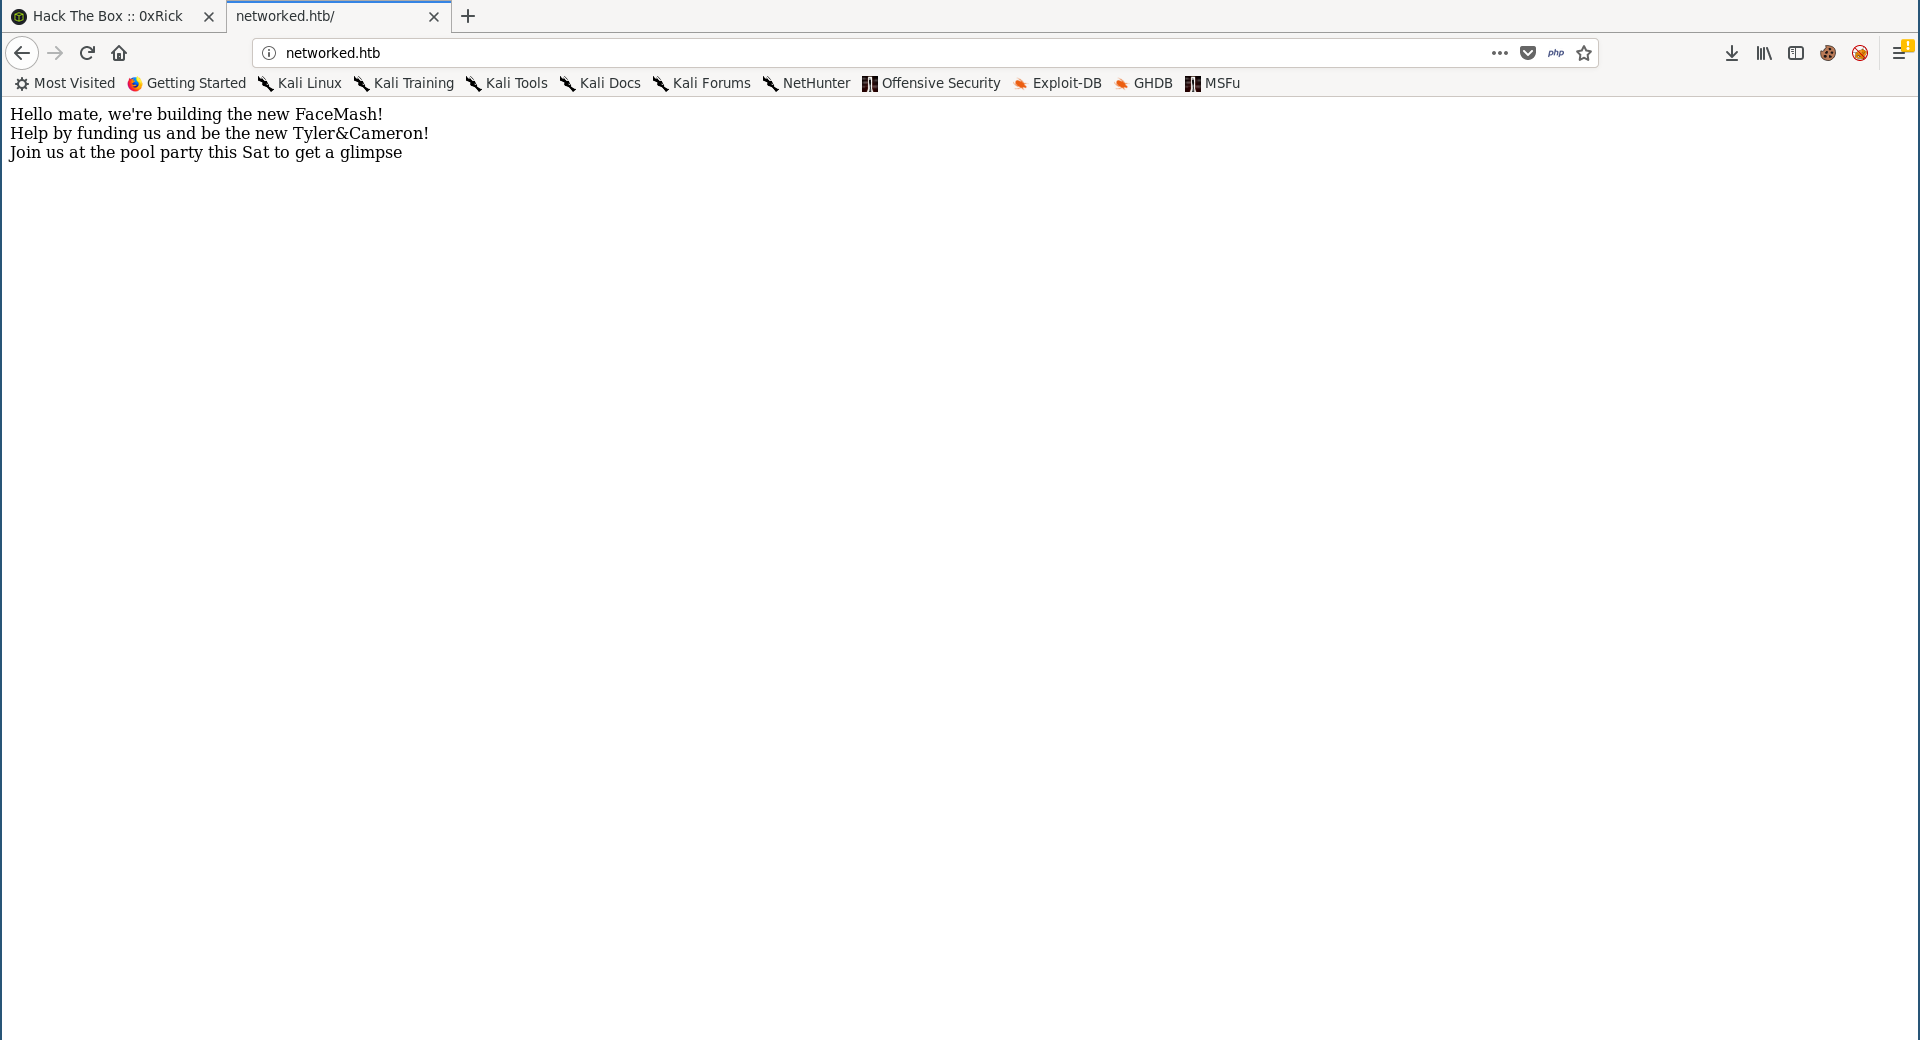 Hack The Box :: 0xRick
networked.htb/
networked.htb
php
Most Visited Getting Started Kali Linux Kali Training Kali Tools Kali Docs Kali Forums NetHunter Offensive Security Exploit-DB GHDB MSFu
Hello mate, we're building the new FaceMash!
Help by funding us and be the new Tyler&Cameron!
Join us at the pool party this Sat to get a glimpse